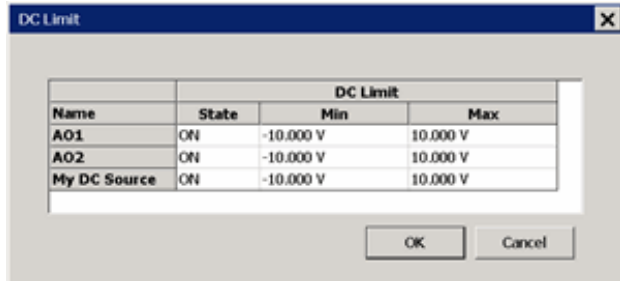 DC Limit
DC Limit
Name State Min Max
AO1 ON -10.000 V 10.000 V
AO2 ON -10.000 V 10.000 V
My DC Source ON -10.000 V 10.000 V
OK Cancel